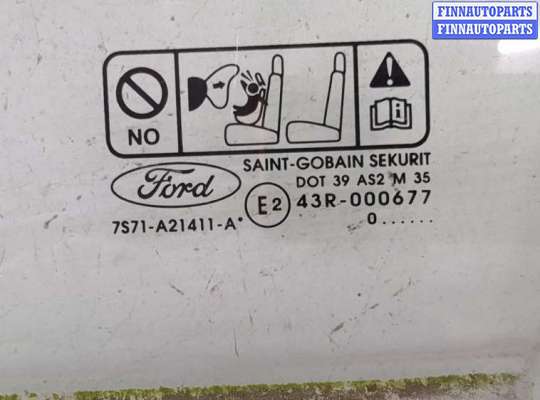 FINNAUTOPARTS
FINNAUTOPARTS
NO
i
SAINT-GOBAIN SEKURIT
Ford
DOT 39 AS2 M 35
E2
43R-000677
7S71-A21411-A•
0......